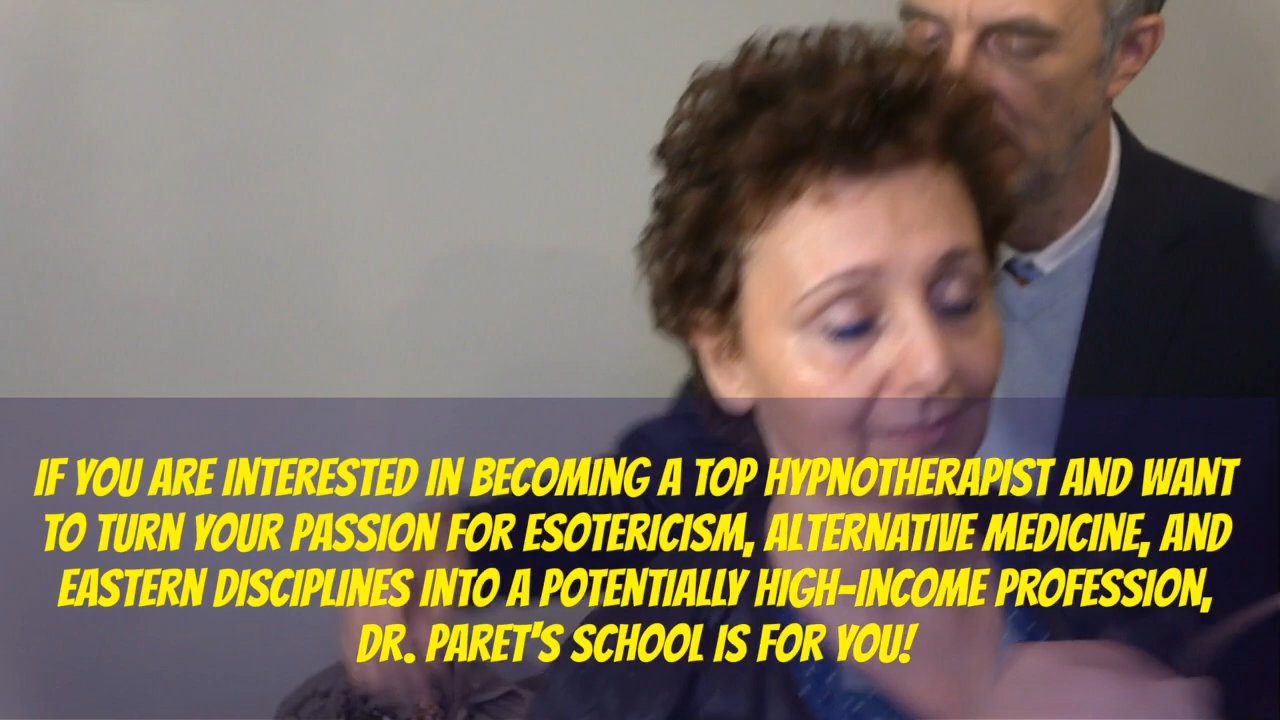 IF YOU ARE INTERESTED IN BECOMING A TOP HYPNOTHERAPIST AND WANT
TO TURN YOUR PASSION FOR ESOTERICISM, ALTERNATIVE MEDICINE, AND
EASTERN DISCIPLINES INTO A POTENTIALLY HIGH-INCOME PROFESSION,
DR. PARET'S SCHOOL IS FOR YOU!